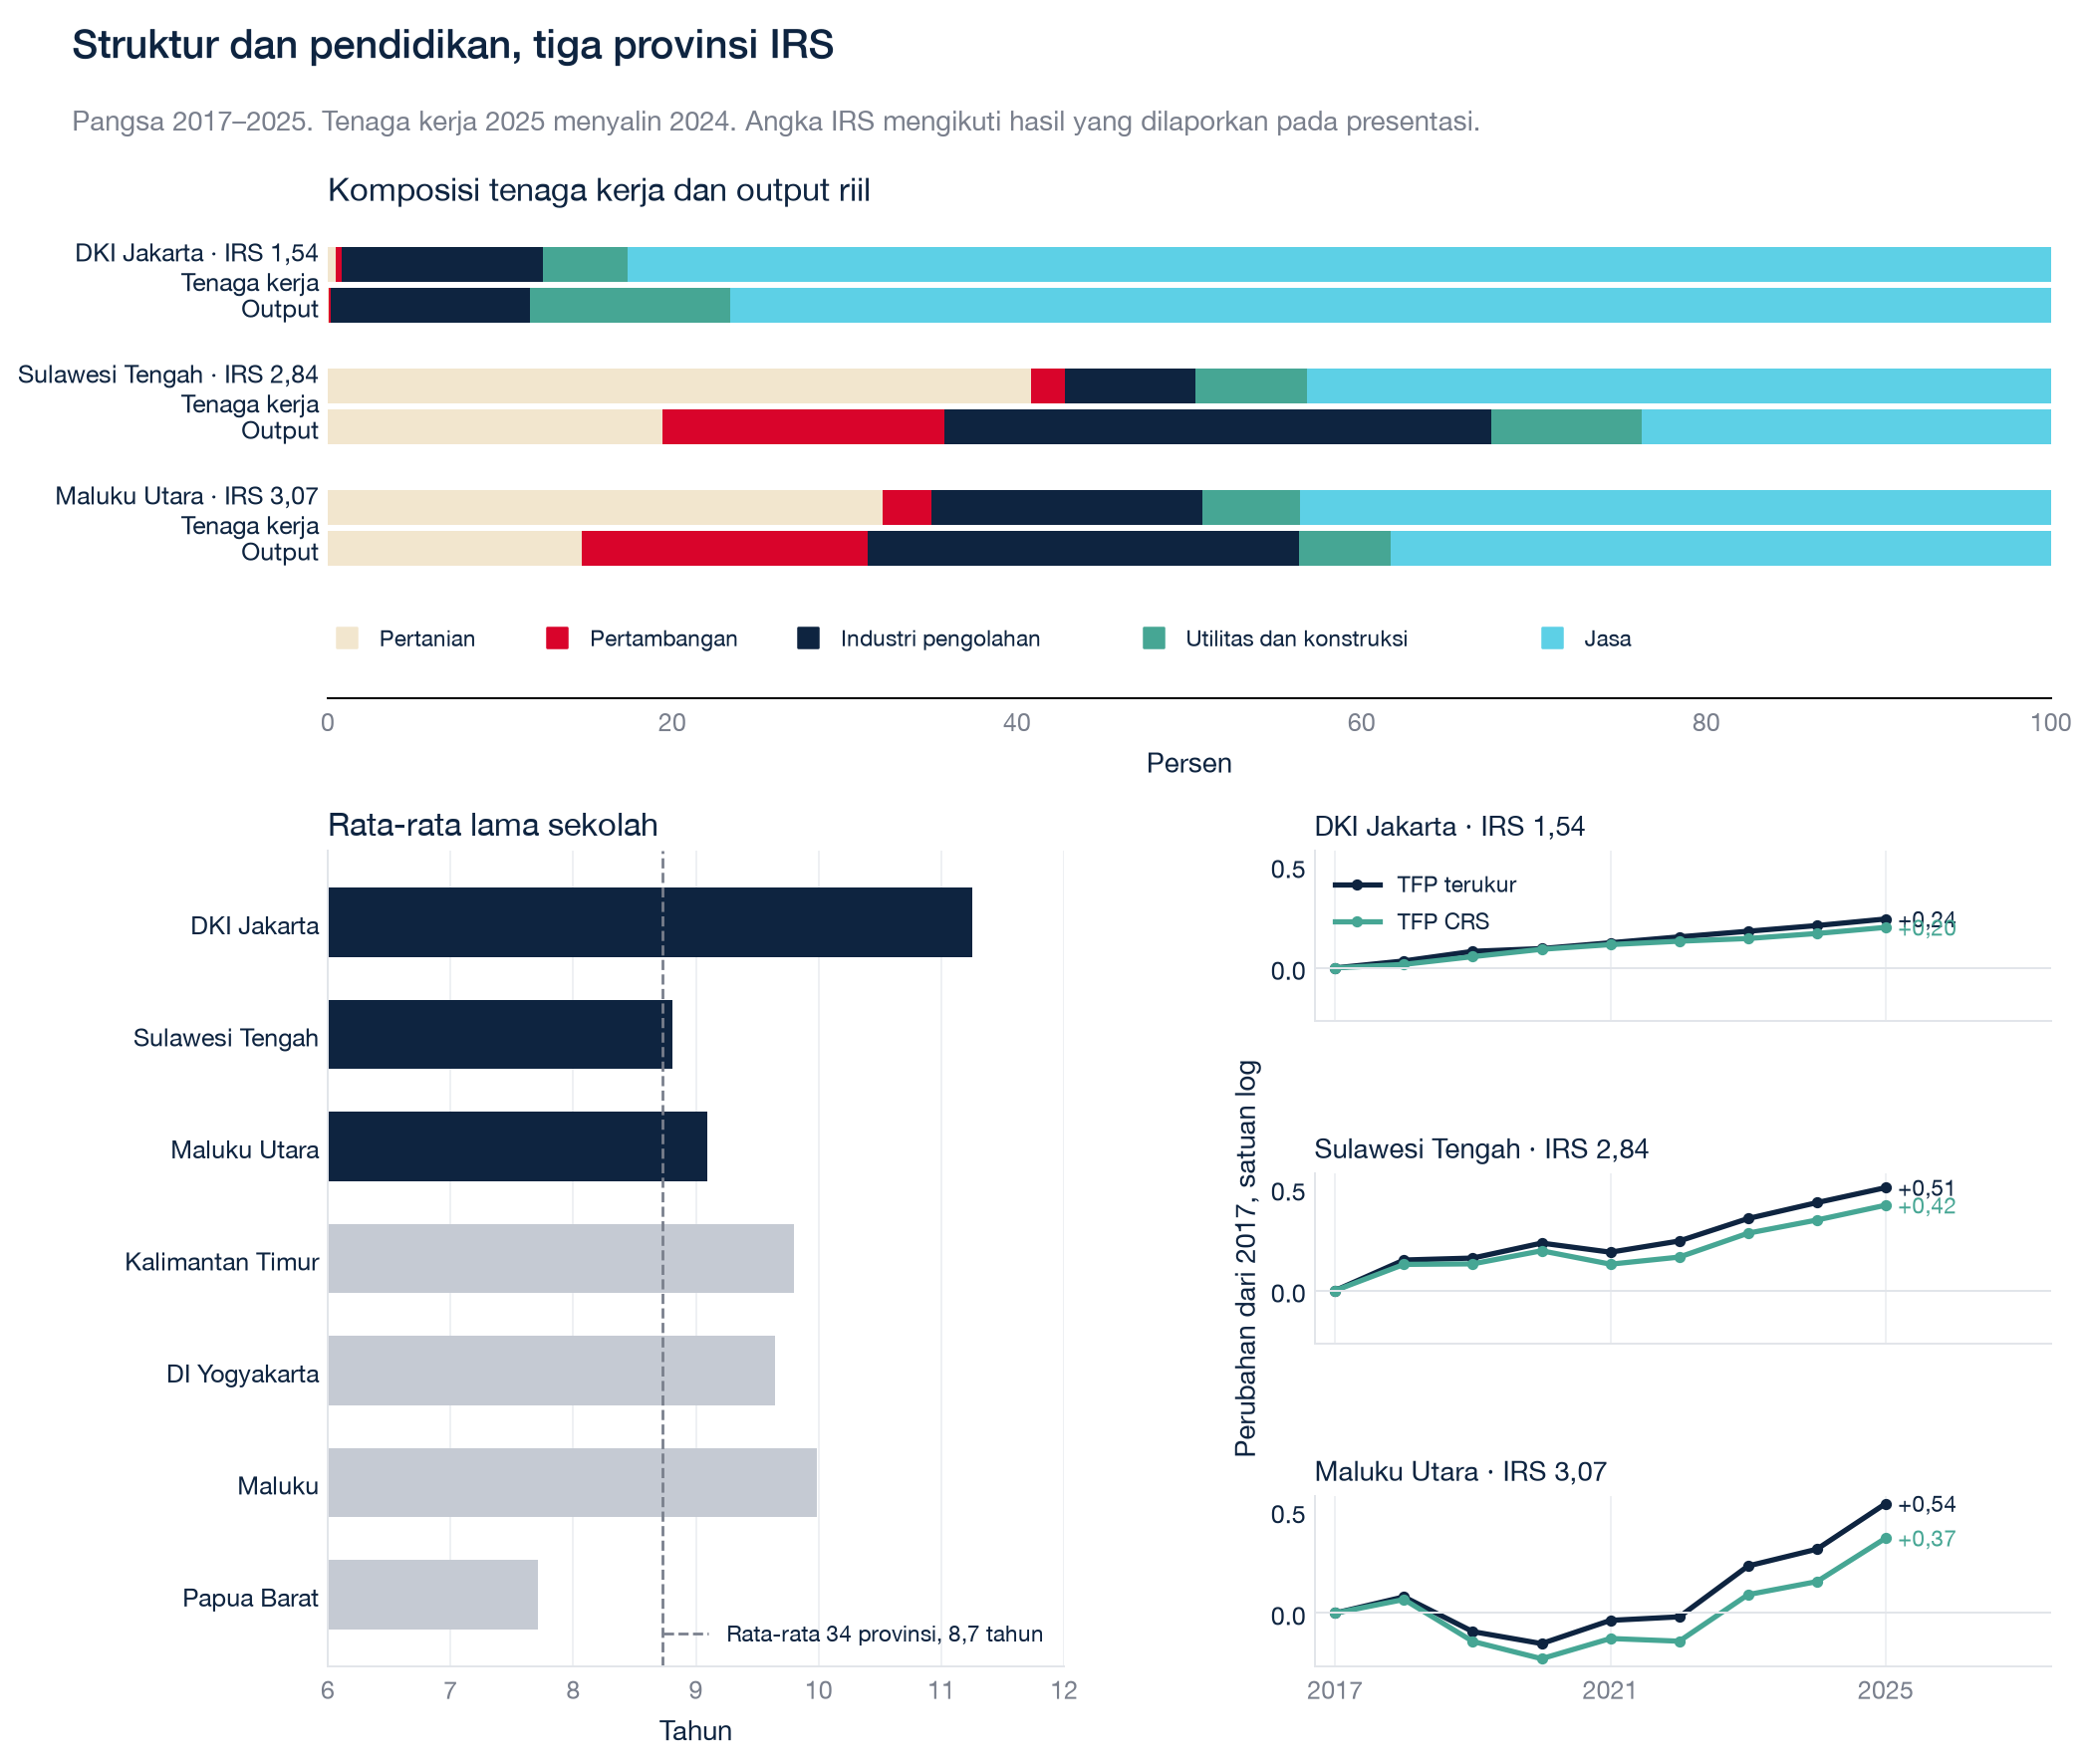 Struktur dan pendidikan, tiga provinsi IRS
Pangsa 2017–2025. Tenaga kerja 2025 menyalin 2024. Angka IRS mengikuti hasil yang dilaporkan pada presentasi.
Komposisi tenaga kerja dan output riil
DKI Jakarta · IRS 1,54
Tenaga kerja
Output
Sulawesi Tengah · IRS 2,84
Tenaga kerja
Output
Maluku Utara · IRS 3,07
Tenaga kerja
Output
Pertanian Pertambangan Industri pengolahan Utilitas dan konstruksi Jasa
0 20 40 60 80 100
Persen
Rata-rata lama sekolah
DKI Jakarta
Sulawesi Tengah
Maluku Utara
Kalimantan Timur
DI Yogyakarta
Maluku
Papua Barat
Rata-rata 34 provinsi, 8,7 tahun
6 7 8 9 10 11 12
Tahun
Perubahan dari 2017, satuan log
DKI Jakarta · IRS 1,54
0.5
TFP terukur
TFP CRS
+0,24
+0,20
0.0
Sulawesi Tengah · IRS 2,84
0.5
+0,51
+0,42
0.0
Maluku Utara · IRS 3,07
0.5
+0,54
+0,37
0.0
2017 2021 2025